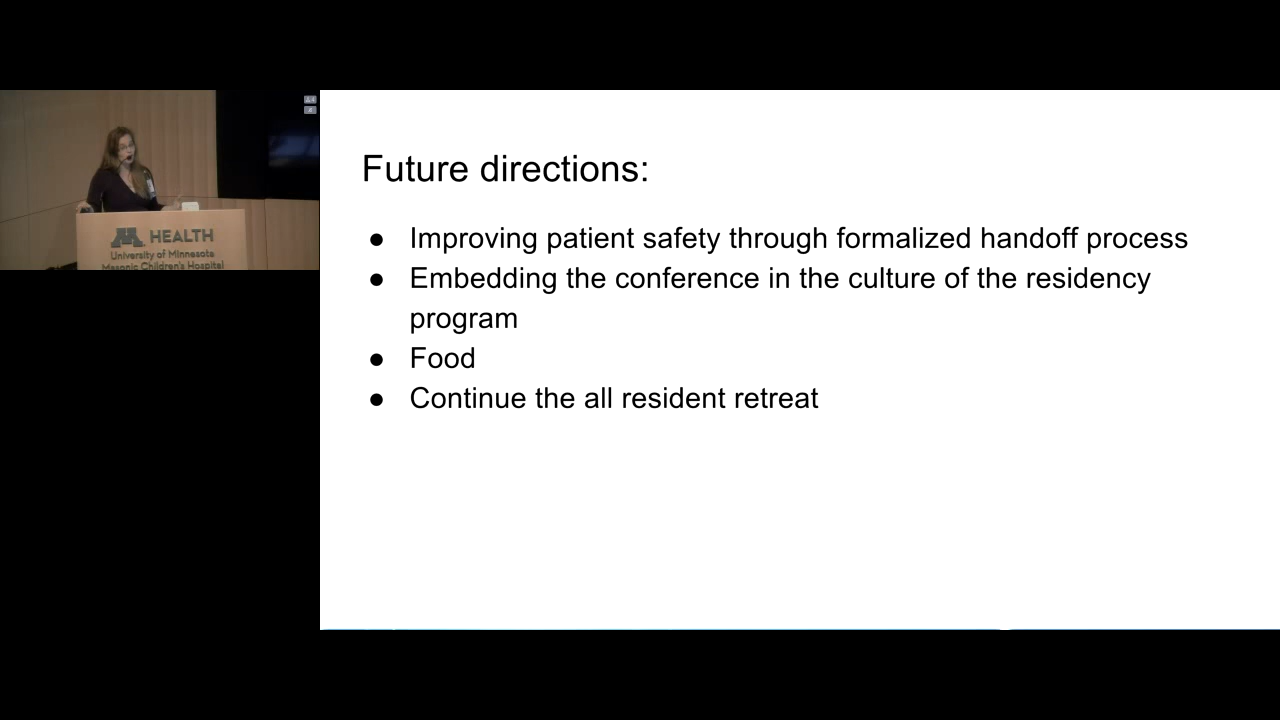 HEALTH
University of Minnesota
Masonic Children's Hospital
Future directions:
● Improving patient safety through formalized handoff process
● Embedding the conference in the culture of the residency
program
● Food
● Continue the all resident retreat